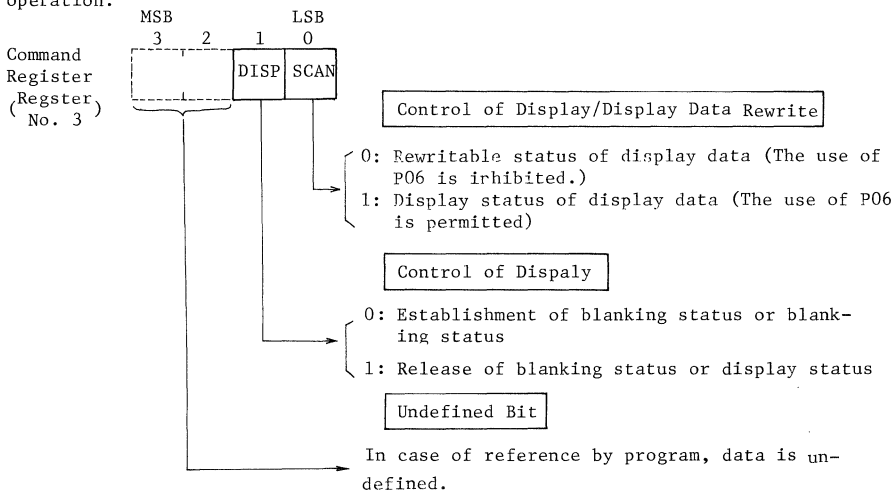 operation.
MSB LSB
3 2 1 0
Command
Register
(Regster
No. 3)
DISP SCAN
Control of Display/Display Data Rewrite
0: Rewritable status of display data (The use of
P06 is irhibited.)
1: Display status of display data (The use of P06
is permitted)
Control of Dispaly
0: Establishment of blanking status or blank-
ing status
1: Release of blanking status or display status
Undefined Bit
In case of reference by program, data is un-
defined.